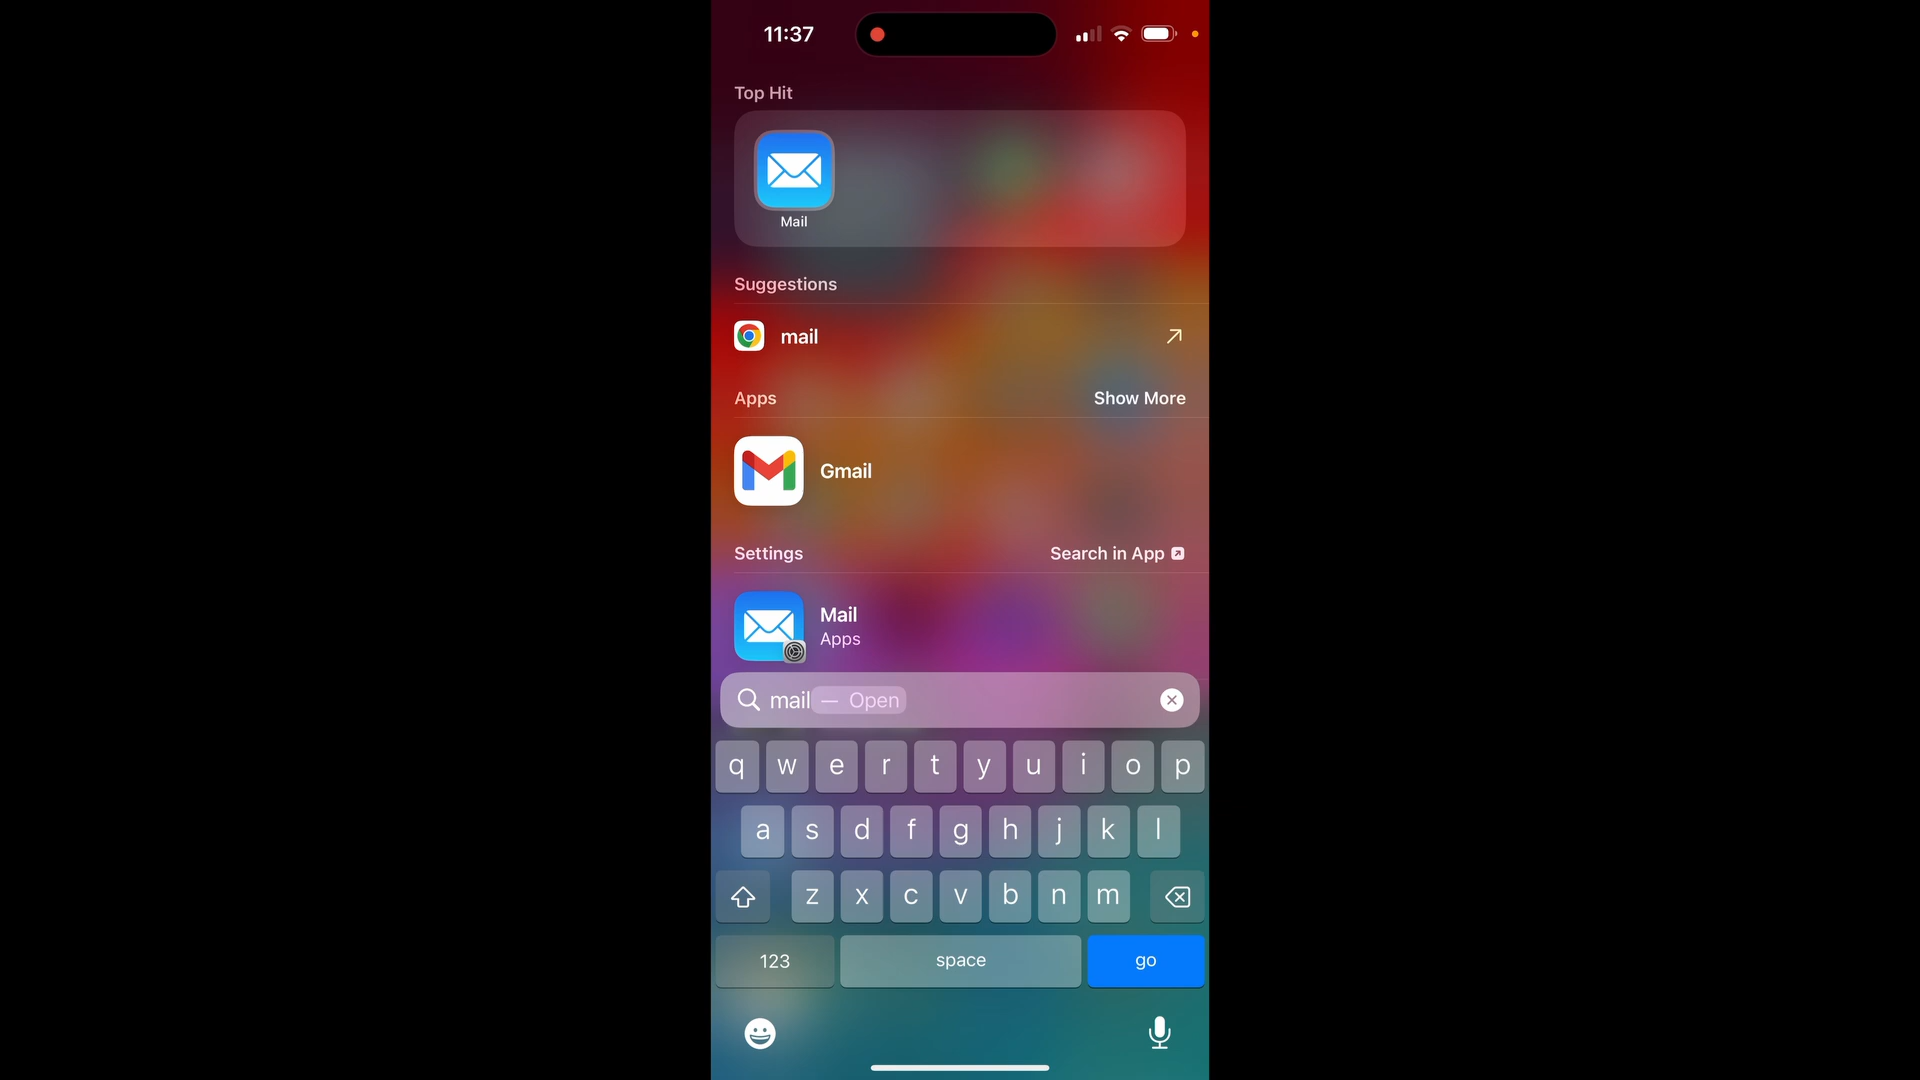 11:37
Top Hit
Mail
Suggestions
mail
Apps Show More
Gmail
Settings Search in App
Mail
Apps
mail — Open
q w e r t y u i o p
a s d f g h j k l
z x c v b n m
123 space go